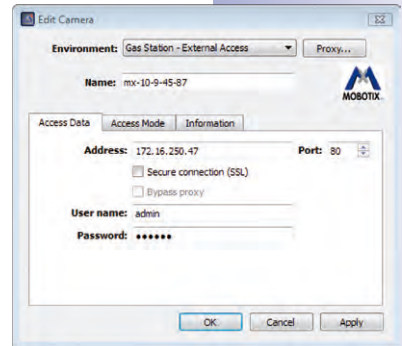 Edit Camera
Environment: Gas Station - External Access Proxy...
Name: mx-10-9-45-87
MOBOTIX
Access Data Access Mode Information
Address: 172.16.250.47 Port: 80
Secure connection (SSL)
Bypass proxy
User name: admin
Password: ••••••
OK Cancel Apply